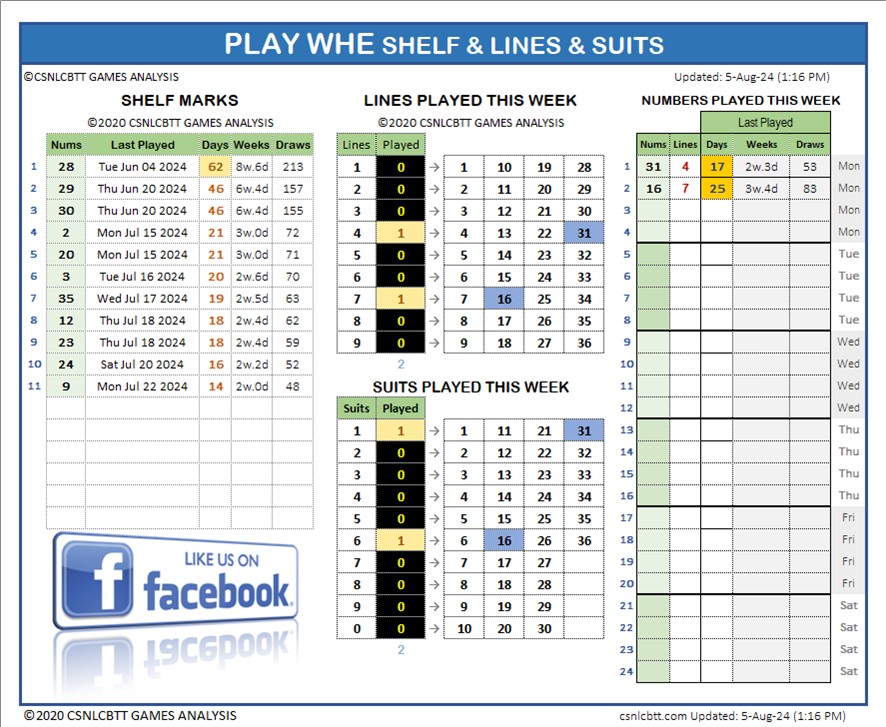 PLAY WHE SHELF & LINES & SUITS
©CSNLCBTT GAMES ANALYSIS
Updated: 5-Aug-24 (1:16 PM)
SHELF MARKS
©2020 CSNLCBTT GAMES ANALYSIS
Nums Last Played Days Weeks Draws
1 28 Tue Jun 04 2024 62 8w.6d 213
2 29 Thu Jun 20 2024 46 6w.4d 157
3 30 Thu Jun 20 2024 46 6w.4d 155
4 2 Mon Jul 15 2024 21 3w.0d 72
5 20 Mon Jul 15 2024 21 3w.0d 71
6 3 Tue Jul 16 2024 20 2w.6d 70
7 35 Wed Jul 17 2024 19 2w.5d 63
8 12 Thu Jul 18 2024 18 2w.4d 62
9 23 Thu Jul 18 2024 18 2w.4d 59
10 24 Sat Jul 20 2024 16 2w.2d 52
11 9 Mon Jul 22 2024 14 2w.0d 48
LIKE US ON
f facebook.
LINES PLAYED THIS WEEK
©2020 CSNLCBTT GAMES ANALYSIS
Lines Played
1 0 → 1 10 19 28
2 0 → 2 11 20 29
3 0 → 3 12 21 30
4 1 → 4 13 22 31
5 0 → 5 14 23 32
6 0 → 6 15 24 33
7 1 → 7 16 25 34
8 0 → 8 17 26 35
9 0 → 9 18 27 36
2
SUITS PLAYED THIS WEEK
Suits Played
1 1 → 1 11 21 31
2 0 → 2 12 22 32
3 0 → 3 13 23 33
4 0 → 4 14 24 34
5 0 → 5 15 25 35
6 1 → 6 16 26 36
7 0 → 7 17 27
8 0 → 8 18 28
9 0 → 9 19 29
0 0 → 10 20 30
2
NUMBERS PLAYED THIS WEEK
Last Played
Nums Lines Days Weeks Draws
1 31 4 17 2w.3d 53 Mon
2 16 7 25 3w.4d 83 Mon
3 Mon
4 Mon
5 Tue
6 Tue
7 Tue
8 Tue
9 Wed
10 Wed
11 Wed
12 Wed
13 Thu
14 Thu
15 Thu
16 Thu
17 Fri
18 Fri
19 Fri
20 Fri
21 Sat
22 Sat
23 Sat
24 Sat
©2020 CSNLCBTT GAMES ANALYSIS
csnlcbtt.com Updated: 5-Aug-24 (1:16 PM)